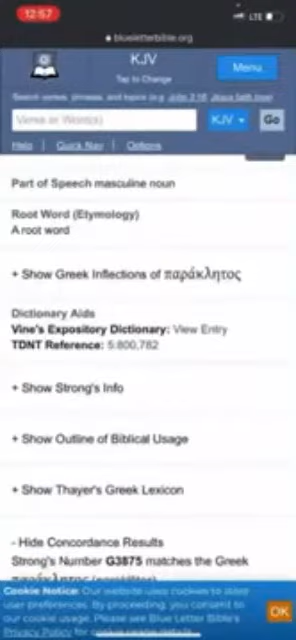 12:57
LTE
blueletterbible.org
KJV
Tap to Change
Menu
Search verses, phrases, and topics (e.g. John 3:16, Jesus faith love)
Verse or Word(s)
KJV
Go
Help | Quick Nav | Options
Part of Speech masculine noun
Root Word (Etymology)
A root word
+ Show Greek Inflections of παράκλητος
Dictionary Aids
Vine's Expository Dictionary: View Entry
TDNT Reference: 5:800,782
+ Show Strong's Info
+ Show Outline of Biblical Usage
+ Show Thayer's Greek Lexicon
- Hide Concordance Results
Strong's Number G3875 matches the Greek
παράκλητος
Cookie Notice: Our website uses cookies to store
user preferences. By proceeding, you consent to
our cookie usage. Please see Blue Letter Bible's
Privacy Policy for cookie usage details.
OK